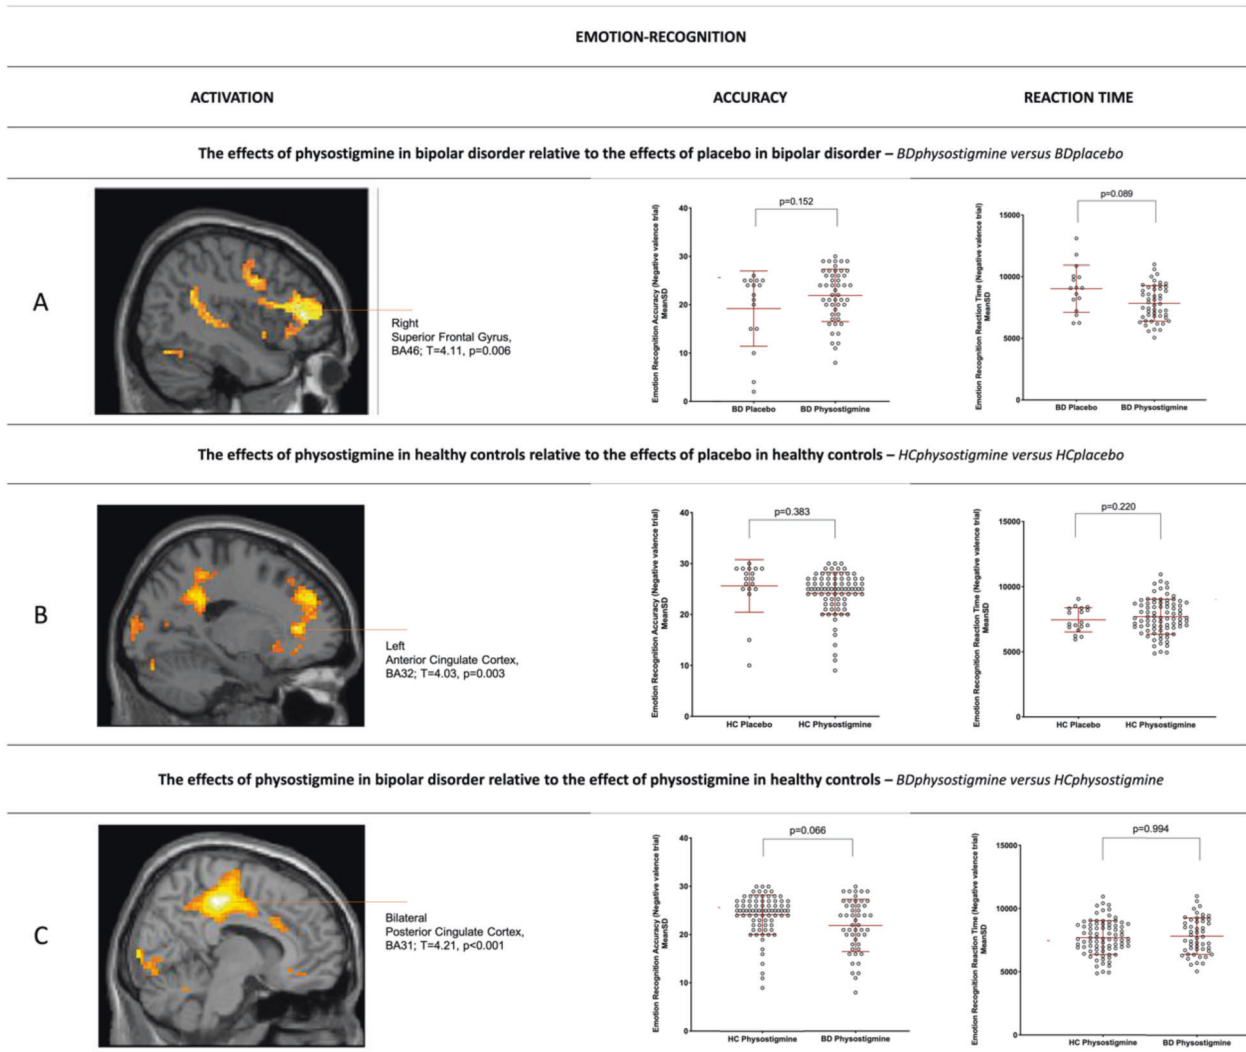 EMOTION-RECOGNITION
ACTIVATION
ACCURACY
REACTION TIME
The effects of physostigmine in bipolar disorder relative to the effects of placebo in bipolar disorder – BDphysostigmine versus BDplacebo
A
Right
Superior Frontal Gyrus,
BA46; T=4.11, p=0.006
Emotion Recognition Accuracy (Negative valence trial)
MeanSD
40
30
20
10
0
p=0.152
BD Placebo
BD Physostigmine
Emotion Recognition Reaction Time (Negative valence trial)
MeanSD
15000
10000
5000
0
p=0.089
BD Placebo
BD Physostigmine
The effects of physostigmine in healthy controls relative to the effects of placebo in healthy controls – HCphysostigmine versus HCplacebo
B
Left
Anterior Cingulate Cortex,
BA32; T=4.03, p=0.003
Emotion Recognition Accuracy (Negative valence trial)
MeanSD
40
30
20
10
0
p=0.383
HC Placebo
HC Physostigmine
Emotion Recognition Reaction Time (Negative valence trial)
MeanSD
15000
10000
5000
0
p=0.220
HC Placebo
HC Physostigmine
The effects of physostigmine in bipolar disorder relative to the effect of physostigmine in healthy controls – BDphysostigmine versus HCphysostigmine
C
Bilateral
Posterior Cingulate Cortex,
BA31; T=4.21, p<0.001
Emotion Recognition Accuracy (Negative valence trial)
MeanSD
40
30
20
10
0
p=0.066
HC Physostigmine
BD Physostigmine
Emotion Recognition Reaction Time (Negative valence trial)
MeanSD
15000
10000
5000
0
p=0.994
HC Physostigmine
BD Physostigmine